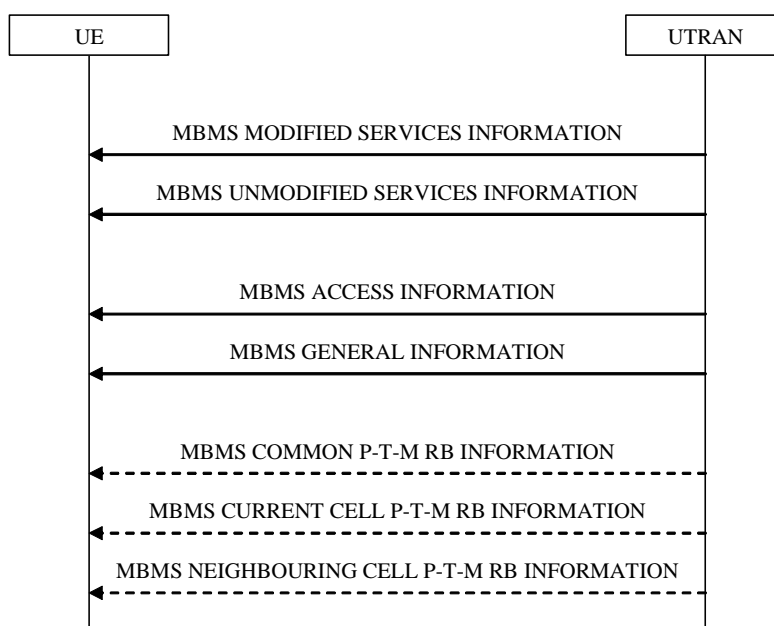 UE
UTRAN
MBMS MODIFIED SERVICES INFORMATION
MBMS UNMODIFIED SERVICES INFORMATION
MBMS ACCESS INFORMATION
MBMS GENERAL INFORMATION
MBMS COMMON P-T-M RB INFORMATION
MBMS CURRENT CELL P-T-M RB INFORMATION
MBMS NEIGHBOURING CELL P-T-M RB INFORMATION